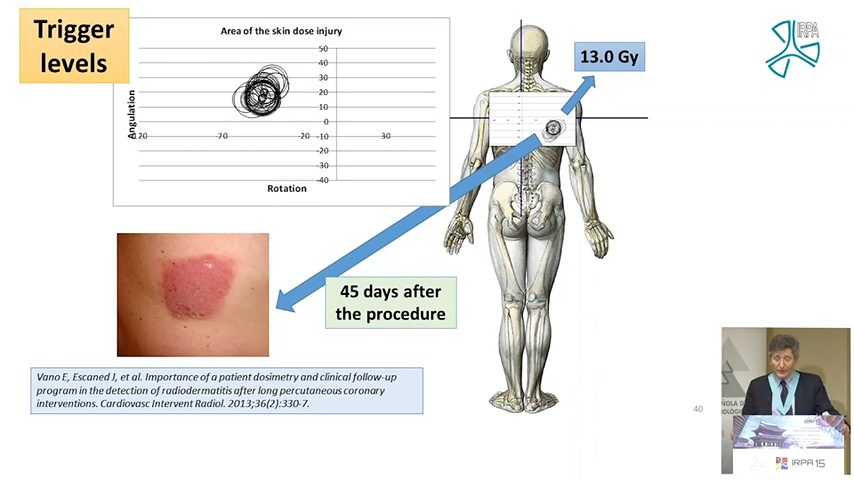 Trigger
levels
Area of the skin dose injury
50
40
30
20
10
0
-120
-70
-20
-10
30
-20
-30
-40
Angulation
Rotation
13.0 Gy
IRPA
45 days after
the procedure
Vano E, Escaned J, et al. Importance of a patient dosimetry and clinical follow-up
program in the detection of radiodermatitis after long percutaneous coronary
interventions. Cardiovasc Intervent Radiol. 2013;36(2):330-7.
40
IRPA15